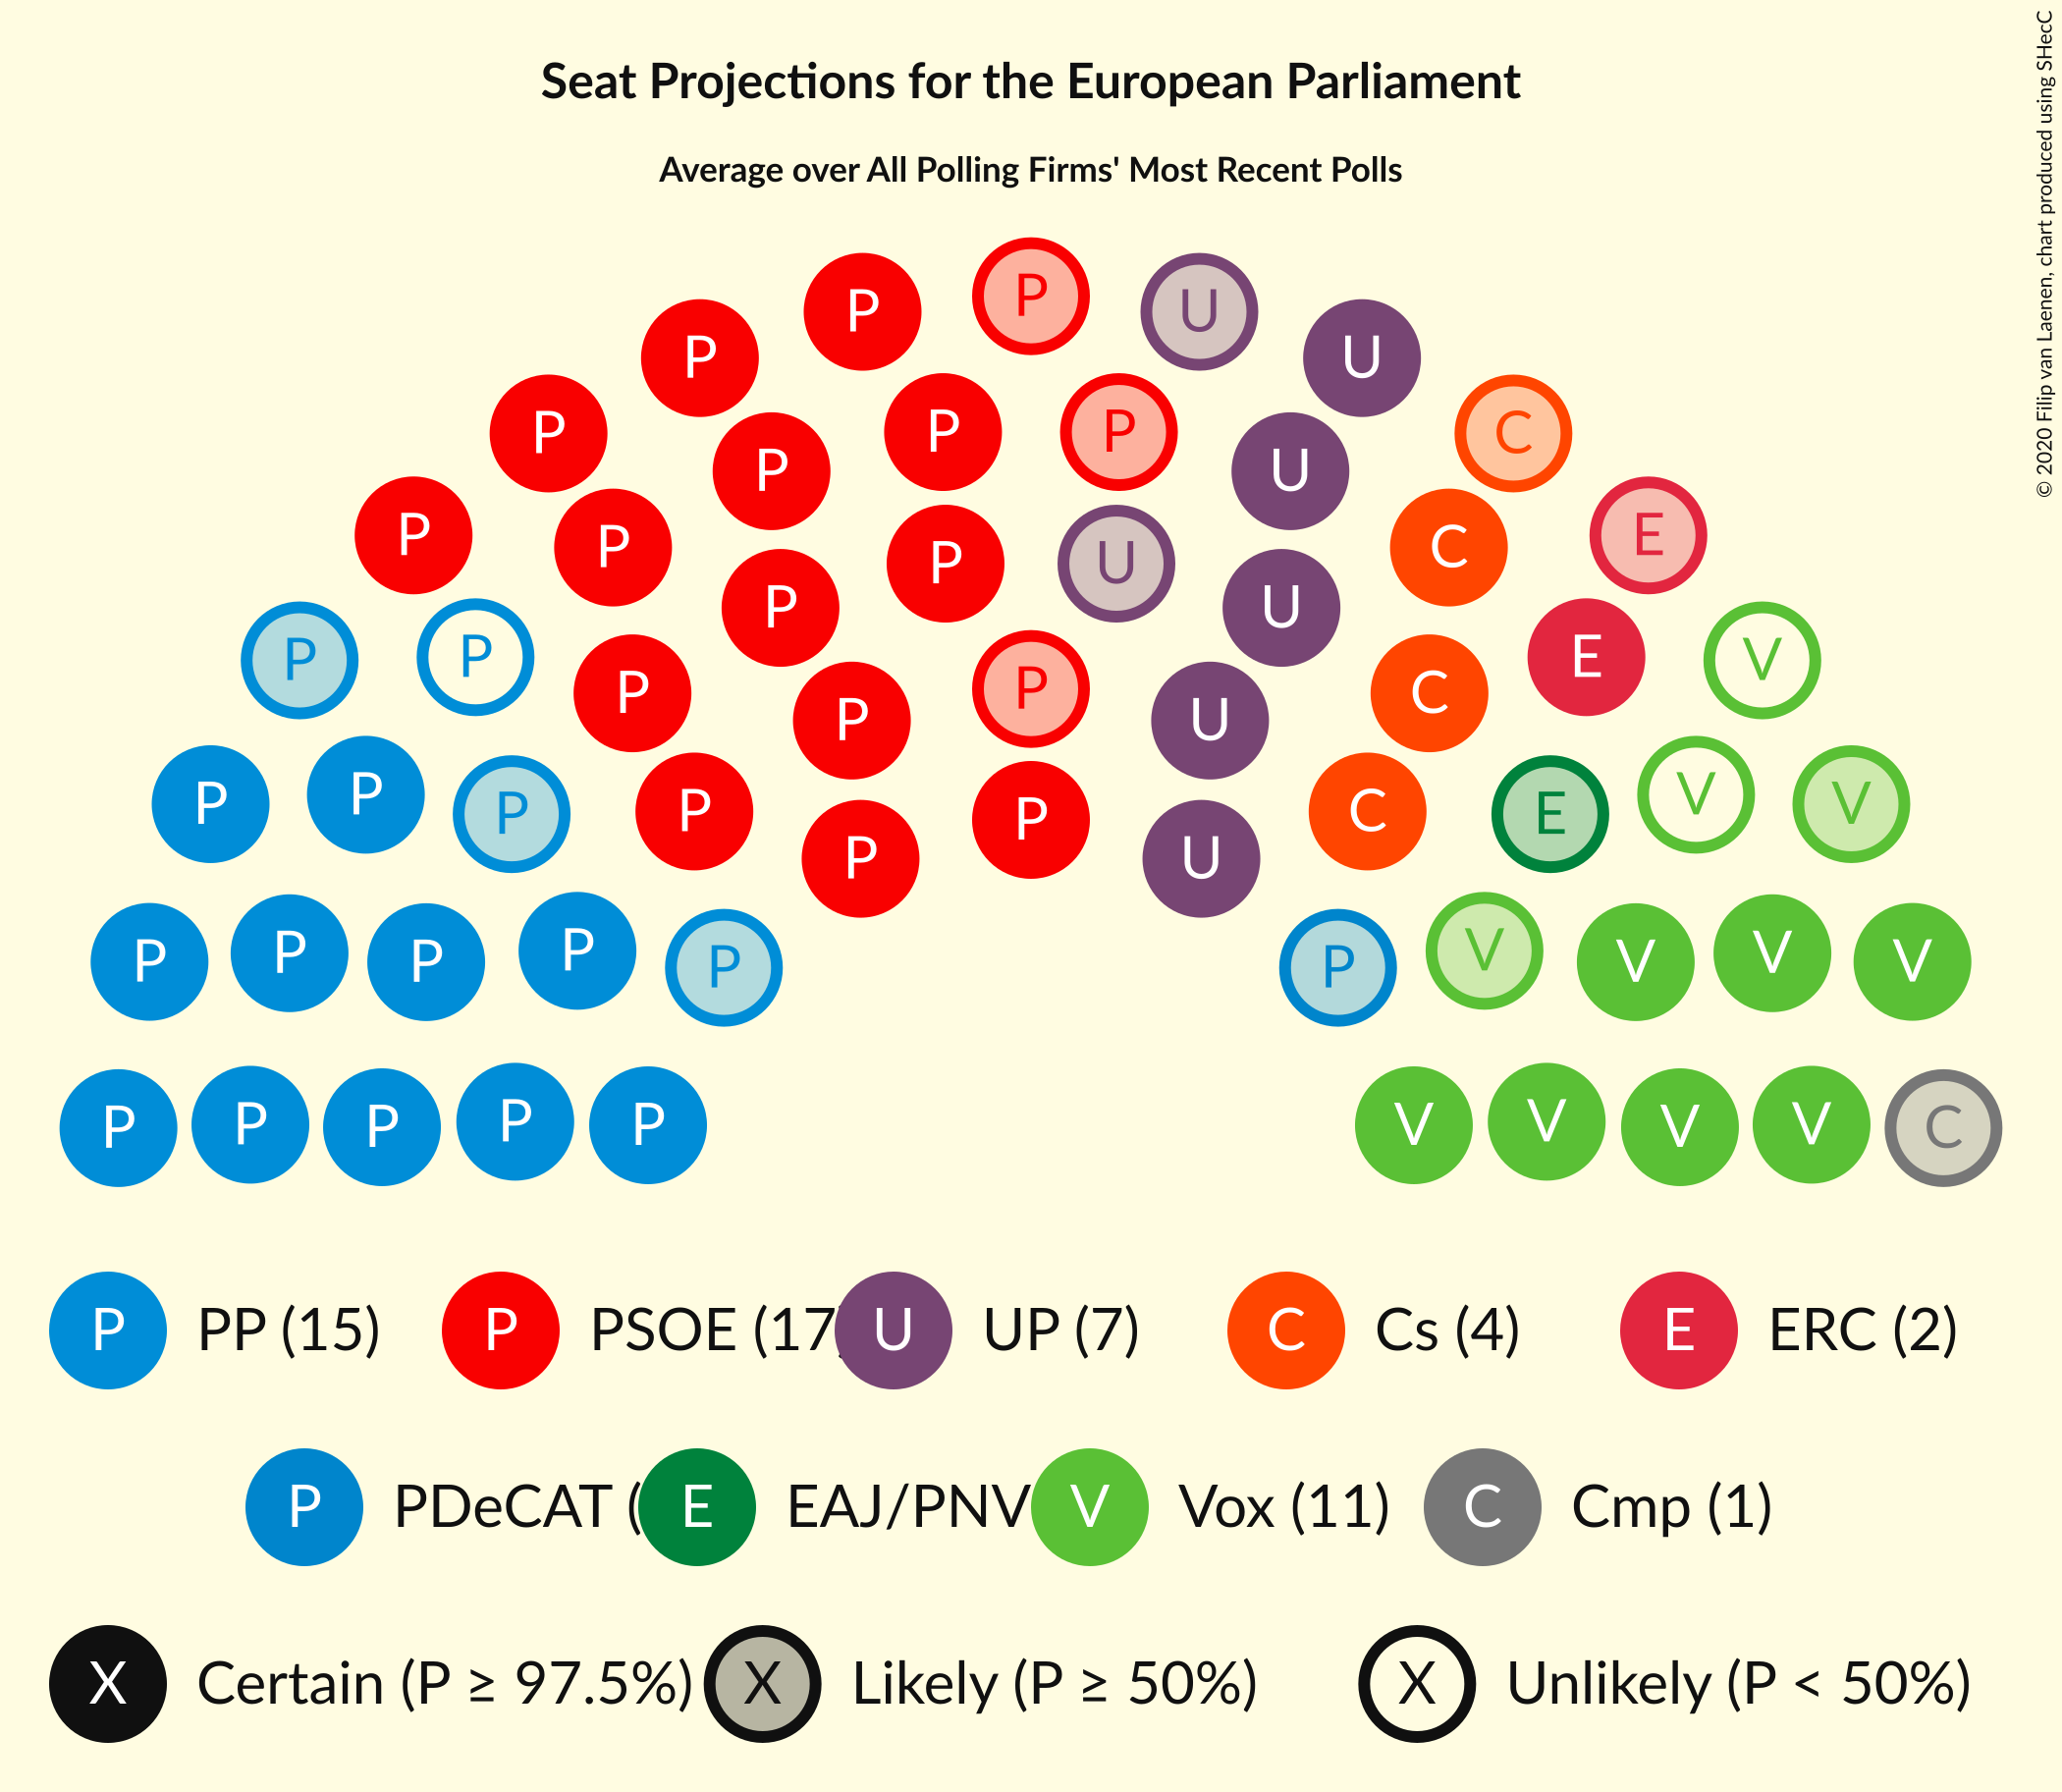 Seat Projections for the European Parliament
Average over All Polling Firms' Most Recent Polls
© 2020 Filip van Laenen, chart produced using SHecC
P
P U
P U
P P P C
P U
P P P U C E
P U
P P P P C E V
P U
P P P P P C E V V
P U
P P P P P P V V V V
P P P P P V V V V C
P PP (15) P PSOE (17 U UP (7) C Cs (4) E ERC (2)
P PDeCAT ( E EAJ/PNV V Vox (11) C Cmp (1)
X Certain (P ≥ 97.5%) X Likely (P ≥ 50%) X Unlikely (P < 50%)